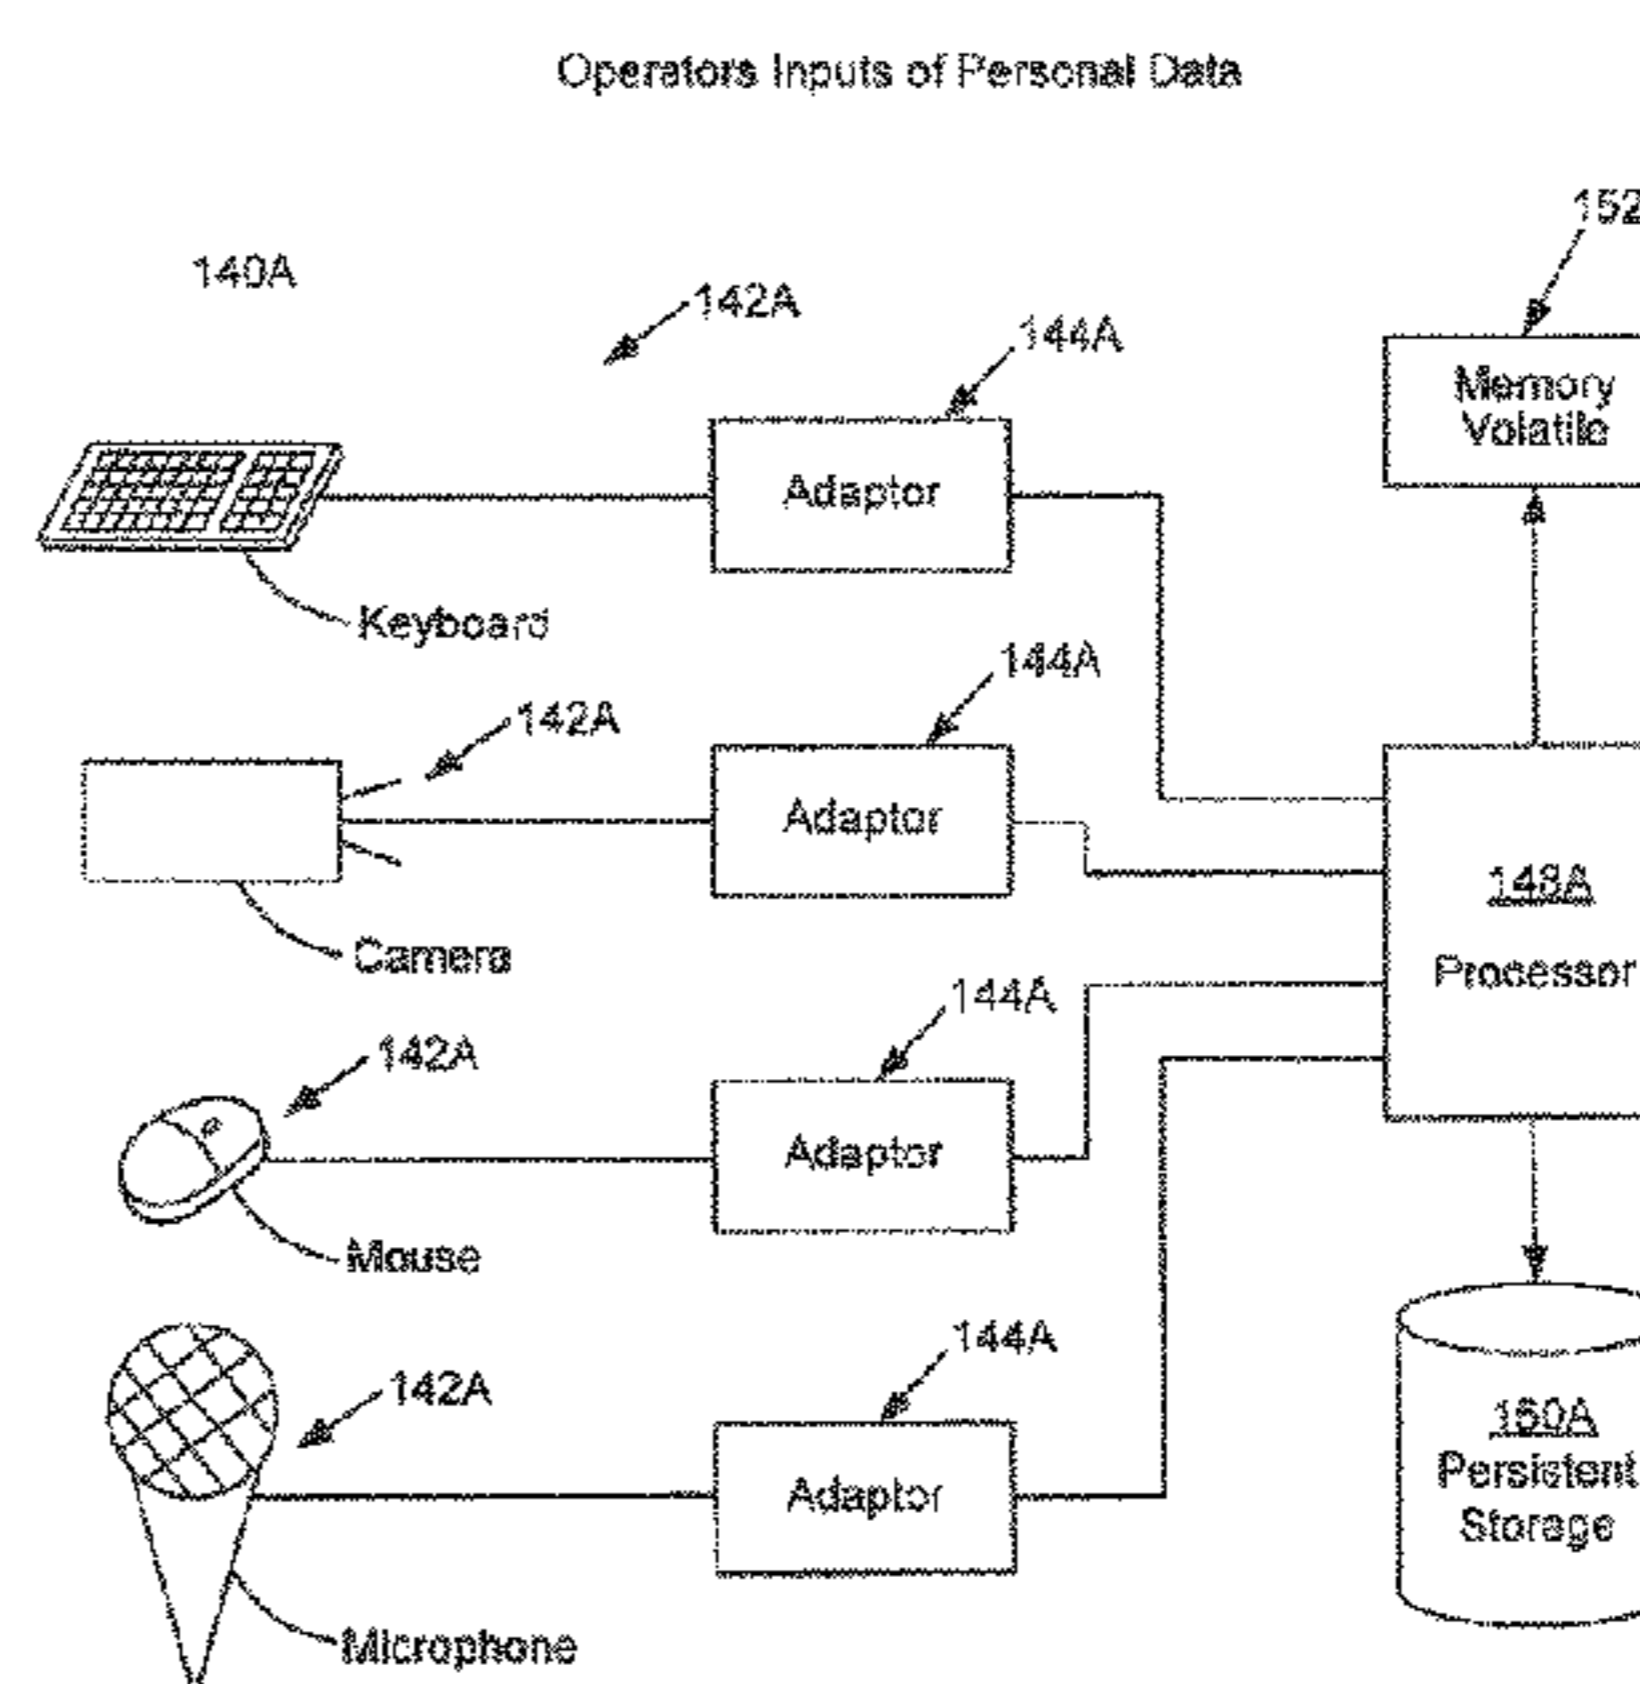 Operators Inputs of Personal Data
152
140A
142A
144A
Memory
Volatile
Adaptor
Keyboard
144A
142A
Adaptor
148A
Processor
Camera
144A
142A
Adaptor
Mouse
144A
142A
150A
Persistent
Storage
Adaptor
Microphone